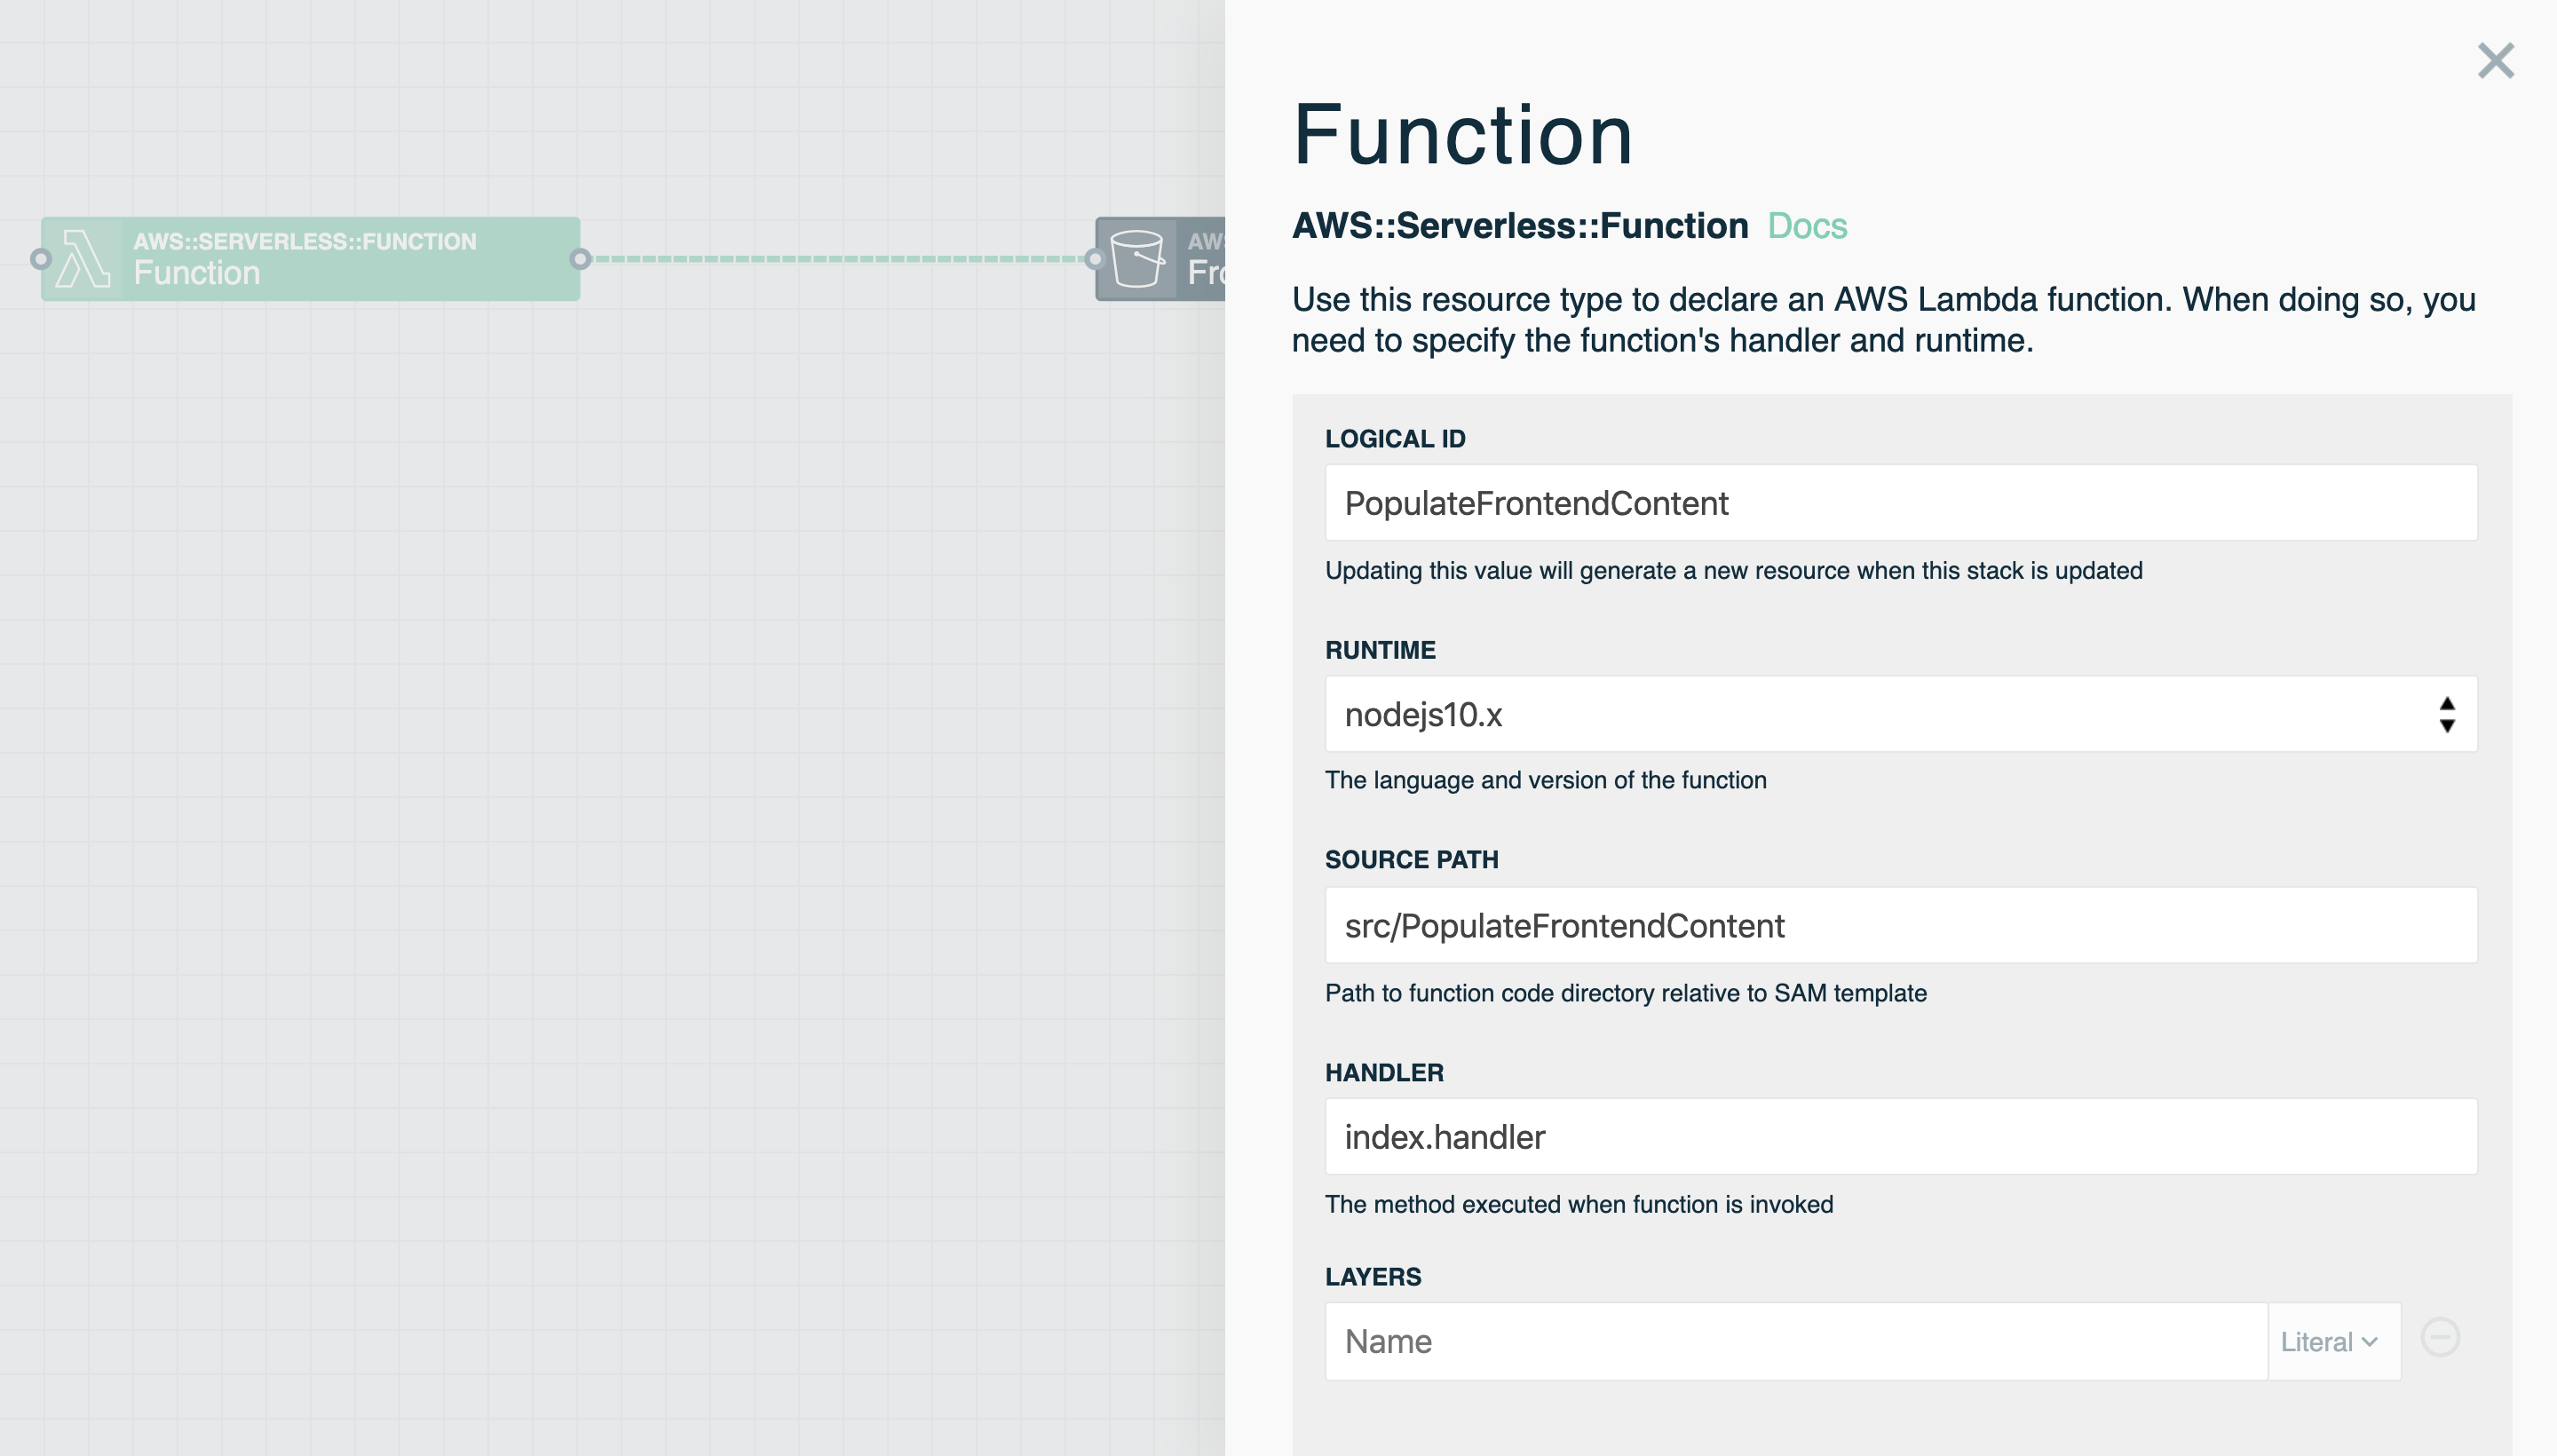 AWS::SERVERLESS::FUNCTION
Function
Function
AWS::Serverless::Function Docs
Use this resource type to declare an AWS Lambda function. When doing so, you
need to specify the function's handler and runtime.
LOGICAL ID
PopulateFrontendContent
Updating this value will generate a new resource when this stack is updated
RUNTIME
nodejs10.x
The language and version of the function
SOURCE PATH
src/PopulateFrontendContent
Path to function code directory relative to SAM template
HANDLER
index.handler
The method executed when function is invoked
LAYERS
Name
Literal